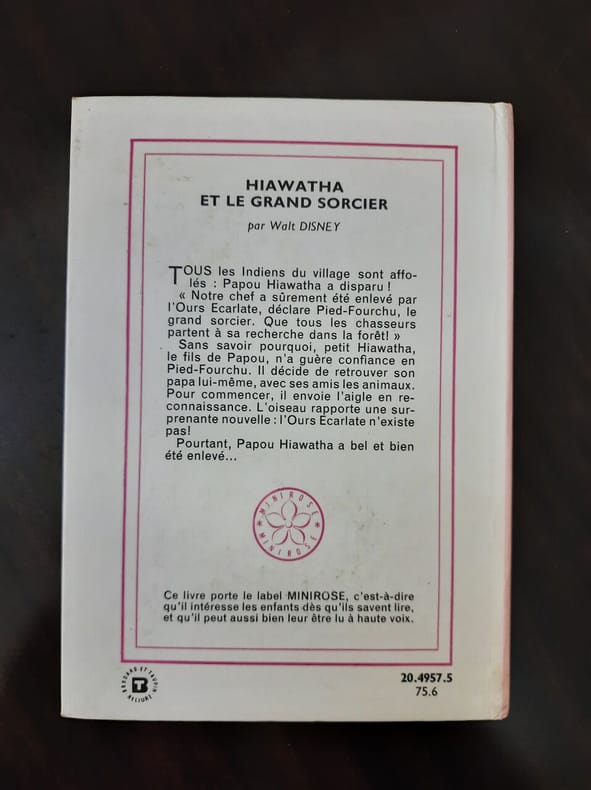 HIAWATHA
ET LE GRAND SORCIER
par Walt DISNEY
TOUS les Indiens du village sont affo-
lés : Papou Hiawatha a disparu !
« Notre chef a sûrement été enlevé par
l'Ours Ecarlate, déclare Pied-Fourchu, le
grand sorcier. Que tous les chasseurs
partent à sa recherche dans la forêt! »
Sans savoir pourquoi, petit Hiawatha,
le fils de Papou, n'a guère confiance en
Pied-Fourchu. Il décide de retrouver son
papa lui-même, avec ses amis les animaux.
Pour commencer, il envoie l'aigle en re-
connaissance. L'oiseau rapporte une sur-
prenante nouvelle : l'Ours Ecarlate n'existe
pas!
Pourtant, Papou Hiawatha a bel et bien
été enlevé...
MINIROSE * MINIROSE *
Ce livre porte le label MINIROSE, c'est-à-dire
qu'il intéresse les enfants dès qu'ils savent lire,
et qu'il peut aussi bien leur être lu à haute voix.
BRODARD ET TAUPIN
RELIURE
20.4957.5
75.6